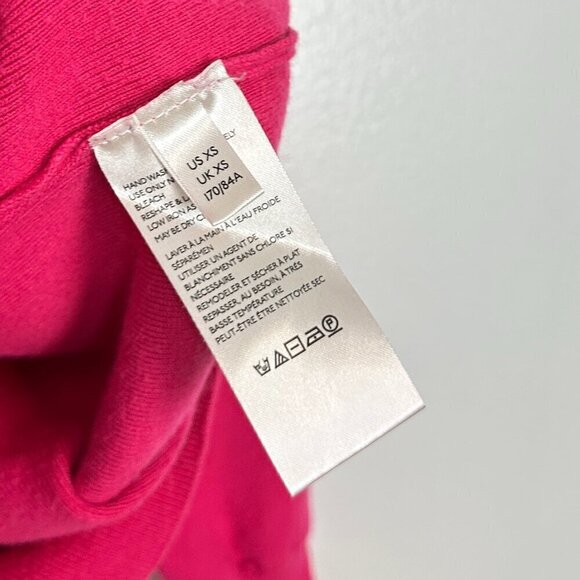 US XS
UK XS
170/84A
HAND WASH
ELY
USE ONLY N
BLEACH
RESHAPE &
LOW IRON AS
MAY BE DRY
LAVER À LA MAIN À L'EAU FROIDE
SÉPARÉMEN
UTILISER UN AGENT DE
BLANCHIMENT SANS CHLORE SI
NÉCESSAIRE
REMODELER ET SÉCHER À PLAT
REPASSER, AU BESOIN, À TRÈS
BASSE TEMPÉRATURE
PEUT-ÊTRE ÊTRE NETTOYÉE SEC
P